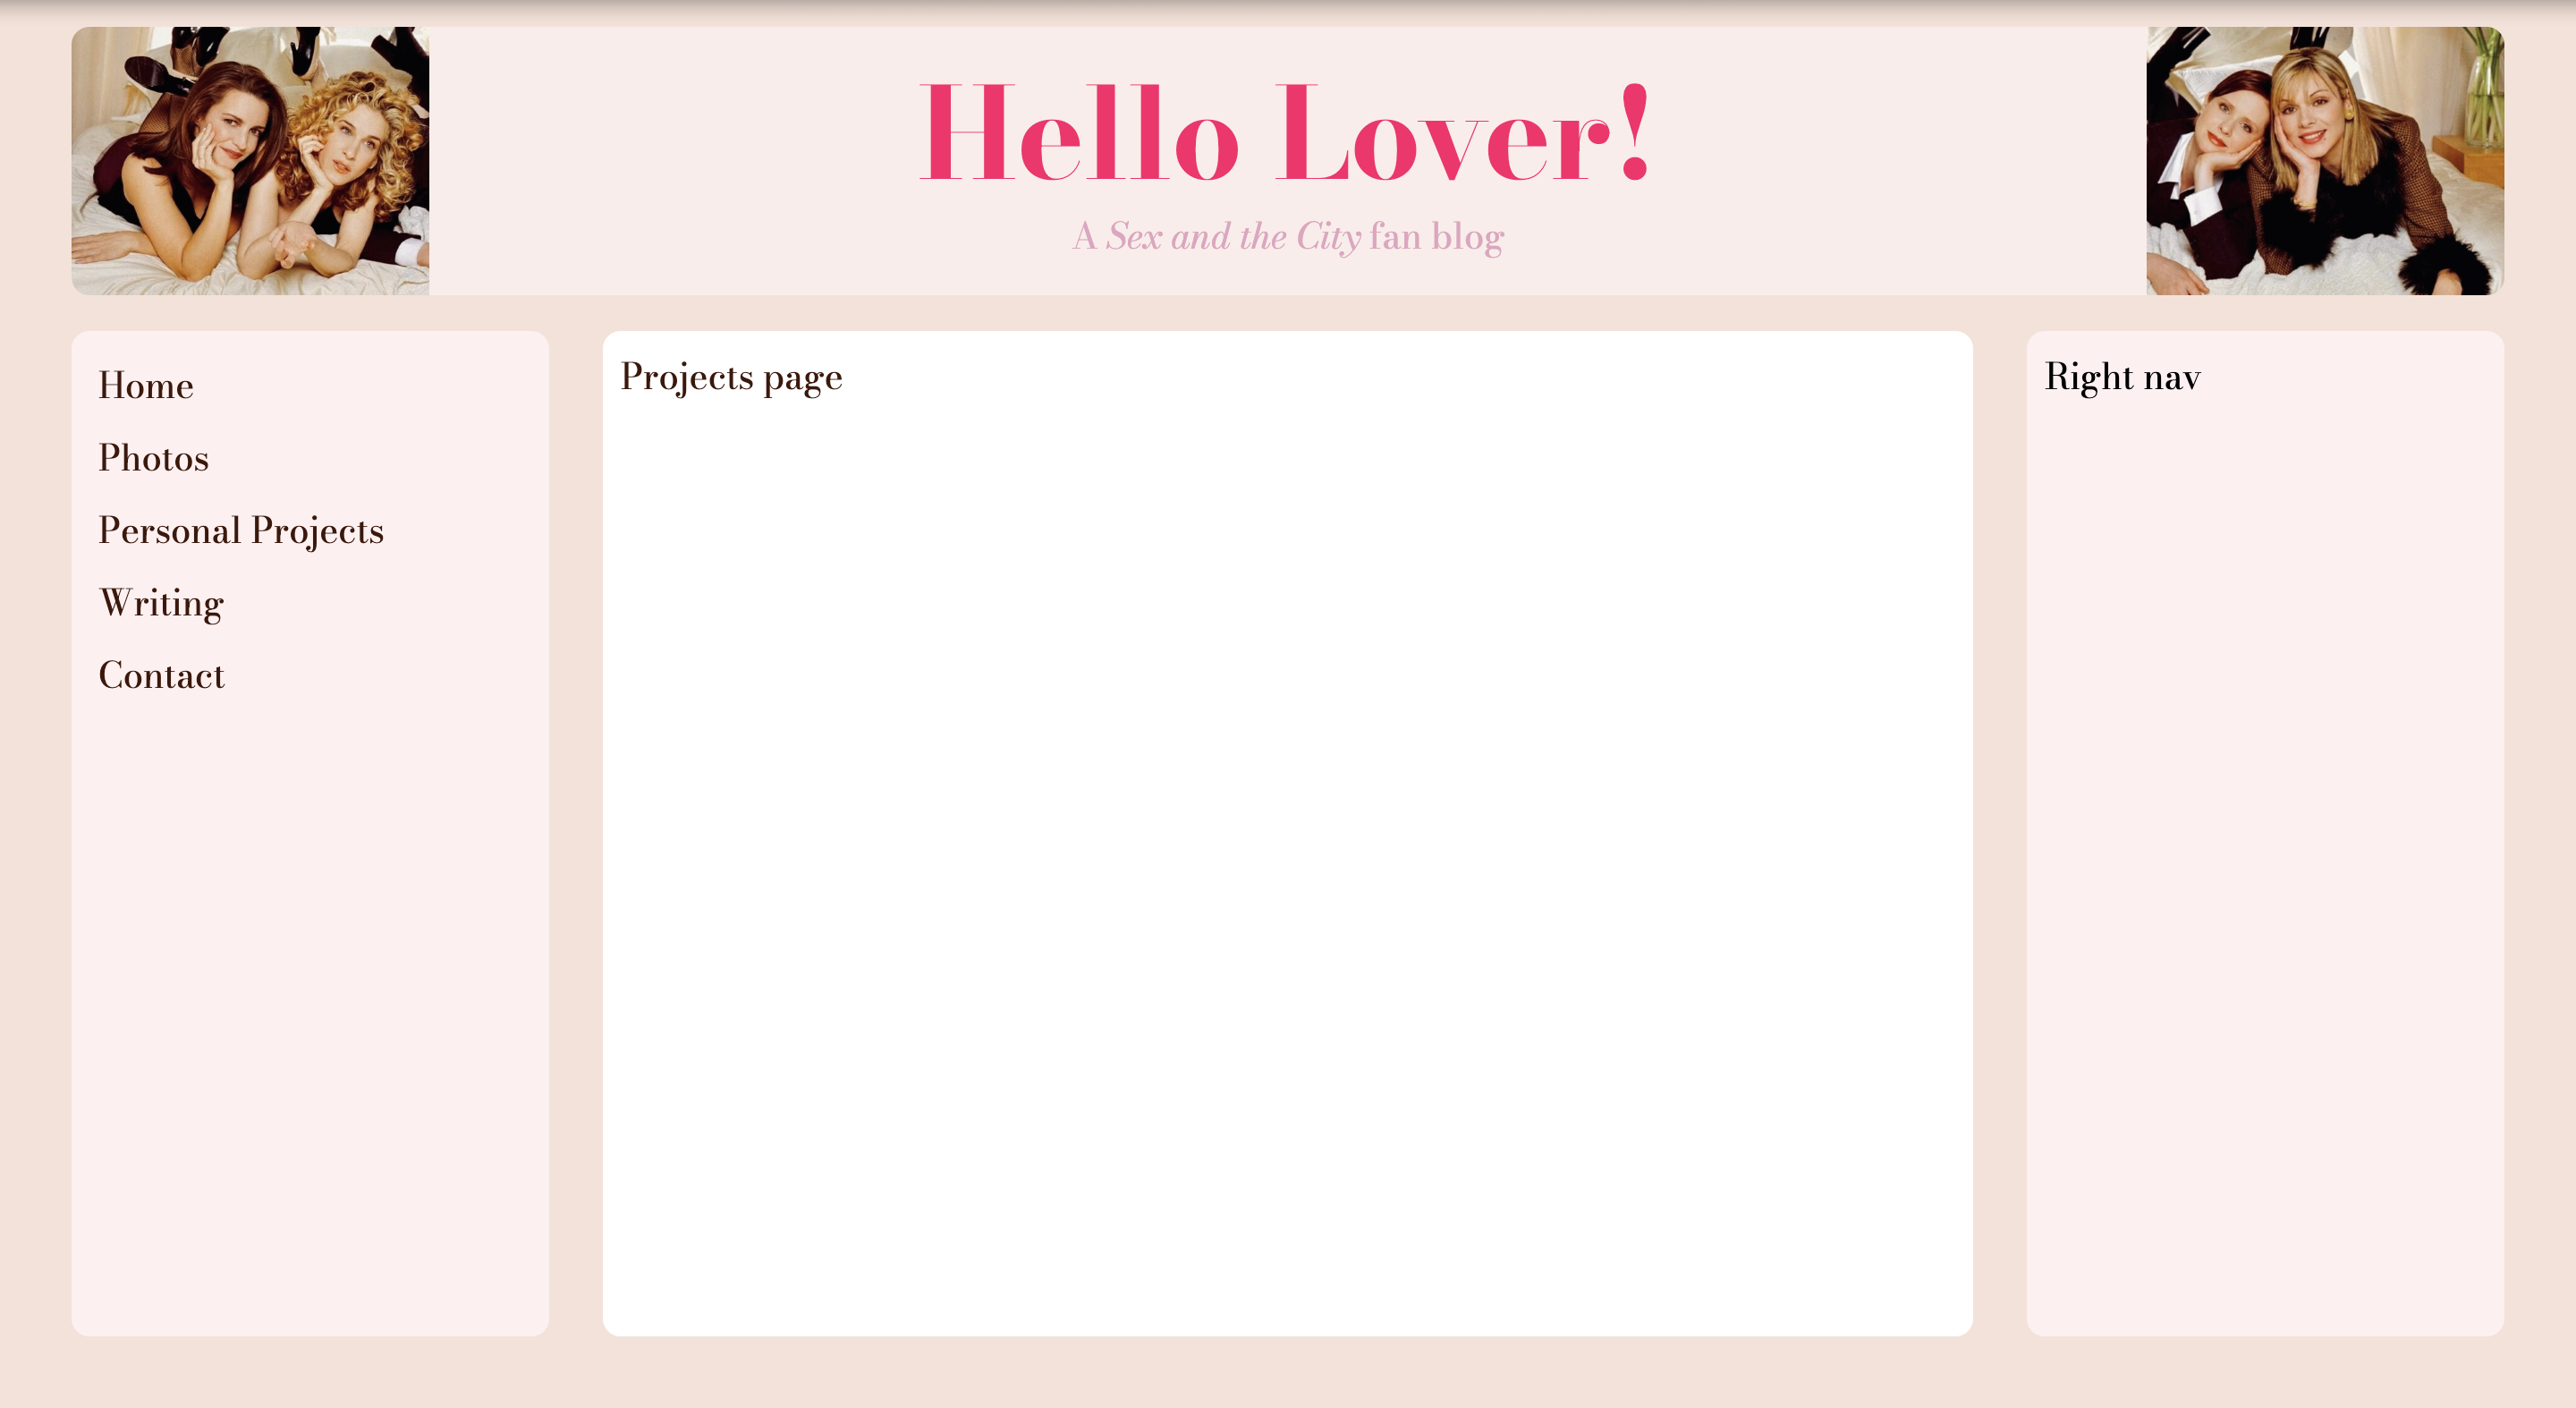 Hello Lover!
A Sex and the City fan blog
Home
Photos
Personal Projects
Writing
Contact
Projects page
Right nav